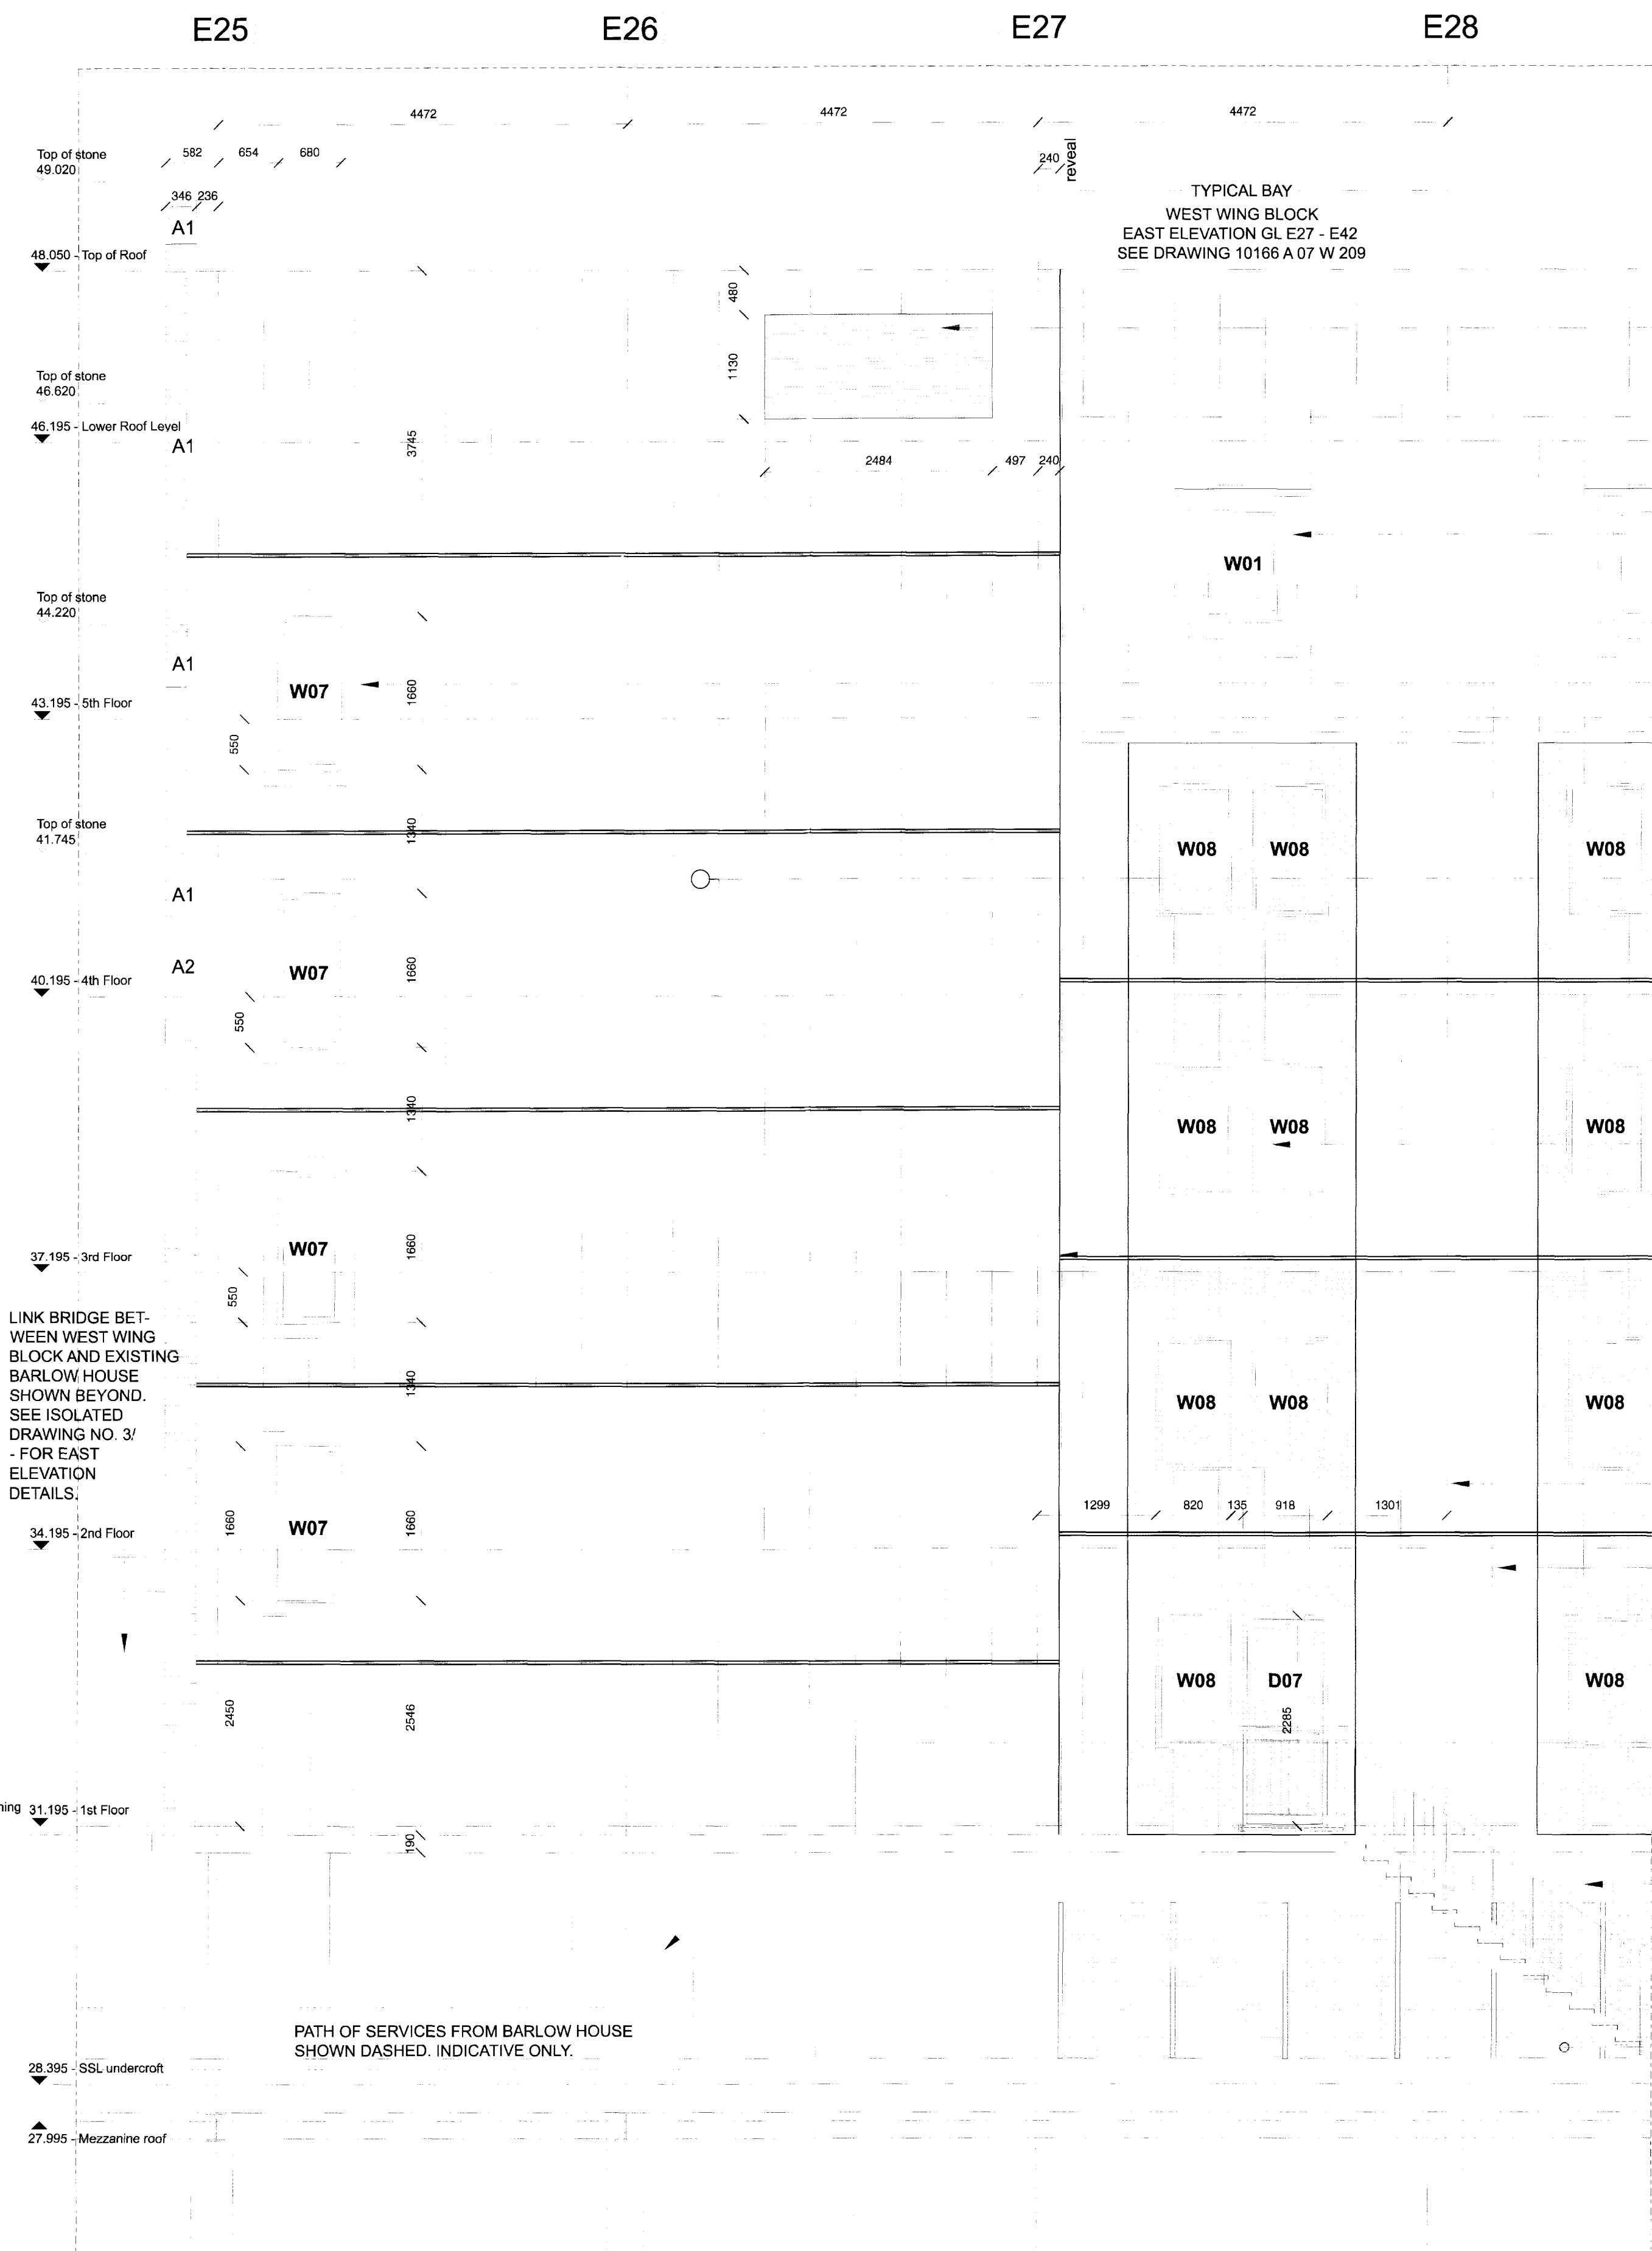 E25 E26 E27 E28
4472 4472 4472
Top of stone
49.020
582 654 680
240
reveal
346 236
A1
TYPICAL BAY
WEST WING BLOCK
EAST ELEVATION GL E27 - E42
SEE DRAWING 10166 A 07 W 209
48.050 - Top of Roof
480
1130
Top of stone
46.620
46.195 - Lower Roof Level
A1
3745
2484 497 240
W01
Top of stone
44.220
A1
W07
1660
43.195 - 5th Floor
550
Top of stone
41.745
1340
W08 W08 W08
A1
A2
W07
1660
40.195 - 4th Floor
550
1340
W08 W08 W08
W07
1660
37.195 - 3rd Floor
550
LINK BRIDGE BET-
WEEN WEST WING
BLOCK AND EXISTING
BARLOW HOUSE
SHOWN BEYOND.
SEE ISOLATED
DRAWING NO. 3/
- FOR EAST
ELEVATION
DETAILS.
1340
W08 W08 W08
1299 820 135 918 1301
1660
W07
1660
34.195 - 2nd Floor
W08 D07 W08
2450
2546
2285
31.195 - 1st Floor
190
PATH OF SERVICES FROM BARLOW HOUSE
SHOWN DASHED. INDICATIVE ONLY.
28.395 - SSL undercroft
27.995 - Mezzanine roof